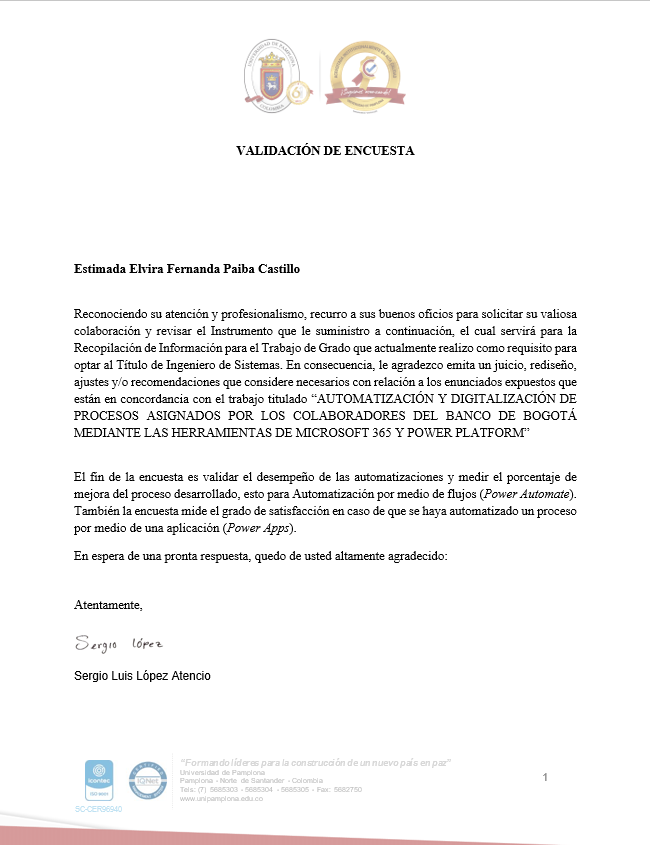 UNIVERSIDAD DE PAMPLONA
COLOMBIA
VALIDACIÓN DE ENCUESTA
Estimada Elvira Fernanda Paiba Castillo
Reconociendo su atención y profesionalismo, recurro a sus buenos oficios para solicitar su valiosa
colaboración y revisar el Instrumento que le suministro a continuación, el cual servirá para la
Recopilación de Información para el Trabajo de Grado que actualmente realizo como requisito para
optar al Título de Ingeniero de Sistemas. En consecuencia, le agradezco emita un juicio, rediseño,
ajustes y/o recomendaciones que considere necesarios con relación a los enunciados expuestos que
están en concordancia con el trabajo titulado “AUTOMATIZACIÓN Y DIGITALIZACIÓN DE
PROCESOS ASIGNADOS POR LOS COLABORADORES DEL BANCO DE BOGOTÁ
MEDIANTE LAS HERRAMIENTAS DE MICROSOFT 365 Y POWER PLATFORM”
El fin de la encuesta es validar el desempeño de las automatizaciones y medir el porcentaje de
mejora del proceso desarrollado, esto para Automatización por medio de flujos (Power Automate).
También la encuesta mide el grado de satisfacción en caso de que se haya automatizado un proceso
por medio de una aplicación (Power Apps).
En espera de una pronta respuesta, quedo de usted altamente agradecido:
Atentamente,
Sergio López
Sergio Luis López Atencio
“Formando líderes para la construcción de un nuevo país en paz”
Universidad de Pamplona
Pamplona - Norte de Santander - Colombia
Tels: (7) 5685303 - 5685304 - 5685305 - Fax: 5682750
www.unipamplona.edu.co
1
icontec
ISO 9001
IQNet
SC-CER96940